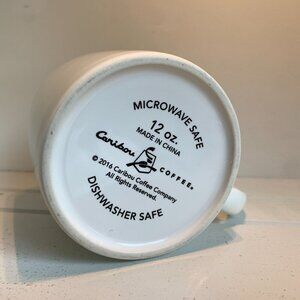 MICROWAVE SAFE
12 oz.
MADE IN CHINA
Caribou COFFEE®
© 2016 Caribou Coffee Company
All Rights Reserved.
DISHWASHER SAFE